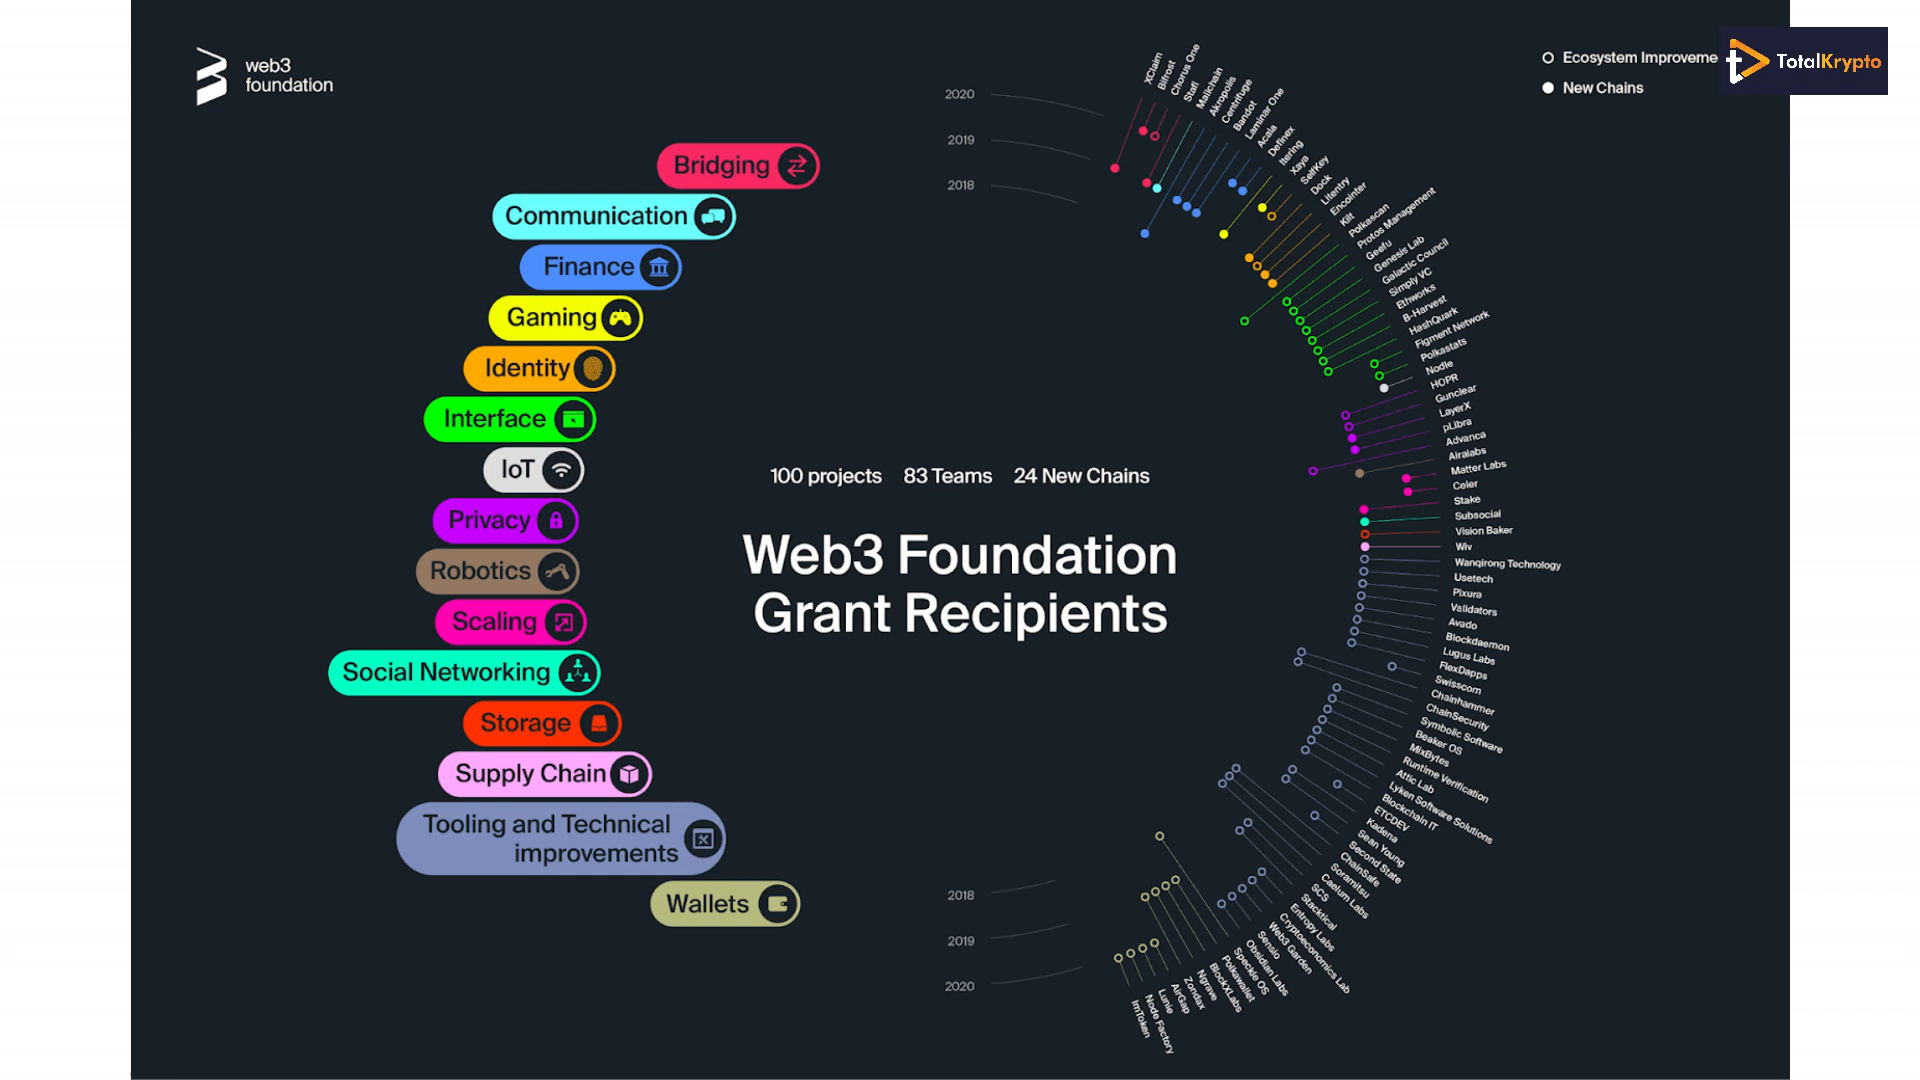 web3
foundation
Ecosystem Improveme
TotalKrypto
New Chains
2020
2019
2018
Bridging
Communication
Finance
Gaming
Identity
Interface
IoT
Privacy
Robotics
Scaling
Social Networking
Storage
Supply Chain
Tooling and Technical
improvements
Wallets
100 projects 83 Teams 24 New Chains
Web3 Foundation
Grant Recipients
2018
2019
2020
XClaim
Bifrost
Chorus One
Stafi
Mailchain
Akropolis
Centrifuge
Bandot
Laminar One
Acala
Definex
Itering
Xaya
SelfKey
Dock
Litentry
Encointer
Kilt
Polkascan
Protos Management
Geefu
Genesis Lab
Galactic Council
Simply VC
Ethworks
B-Harvest
HashQuark
Figment Network
Polkastats
Nodle
HOPR
Gunclear
LayerX
pLibra
Advanca
Airalabs
Matter Labs
Celer
Stake
Subsocial
Vision Baker
Wiv
Wanqirong Technology
Usetech
Pixura
Validators
Avado
Blockdaemon
Lugus Labs
FlexDapps
Swisscom
Chainhammer
ChainSecurity
Symbolic Software
Beaker OS
MixBytes
Runtime Verification
Attic Lab
Lyken Software Solutions
Blockchain IT
ETCDEV
Kadena
Sean Young
Second State
ChainSafe
Soramitsu
Caelum Labs
SCS
Stacktical
Entropy Labs
Cryptoeconomics Lab
Web3 Garden
Sensio
Obsidian Labs
Speckle OS
Polkawallet
BlockXLabs
Ngrave
Zondax
AirGap
Lunie
Node Factory
ImToken